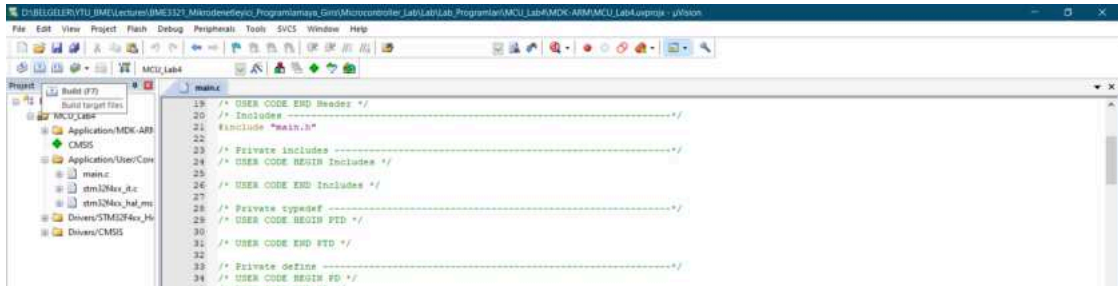 D:\BELGELER\YTU_BME\Lectures\BME3321_Mikrodenetleyici_Programlamaya_Giris\Microcontroller_Lab\Lab\Lab_Programlari\MCU_Lab4\MDK-ARM\MCU_Lab4.uvprojx - µVision
File Edit View Project Flash Debug Peripherals Tools SVCS Window Help
MCU_Lab4
Project
Build (F7)
Build target files
MCU_Lab4
Application/MDK-ARM
CMSIS
Application/User/Core
main.c
stm32f4xx_it.c
stm32f4xx_hal_ms
Drivers/STM32F4xx_H
Drivers/CMSIS
main.c
19 /* USER CODE END Header */
20 /* Includes ------------------------------------------------------------------*/
21 #include "main.h"
22
23 /* Private includes ----------------------------------------------------------*/
24 /* USER CODE BEGIN Includes */
25
26 /* USER CODE END Includes */
27
28 /* Private typedef -----------------------------------------------------------*/
29 /* USER CODE BEGIN PTD */
30
31 /* USER CODE END PTD */
32
33 /* Private define ------------------------------------------------------------*/
34 /* USER CODE BEGIN PD */